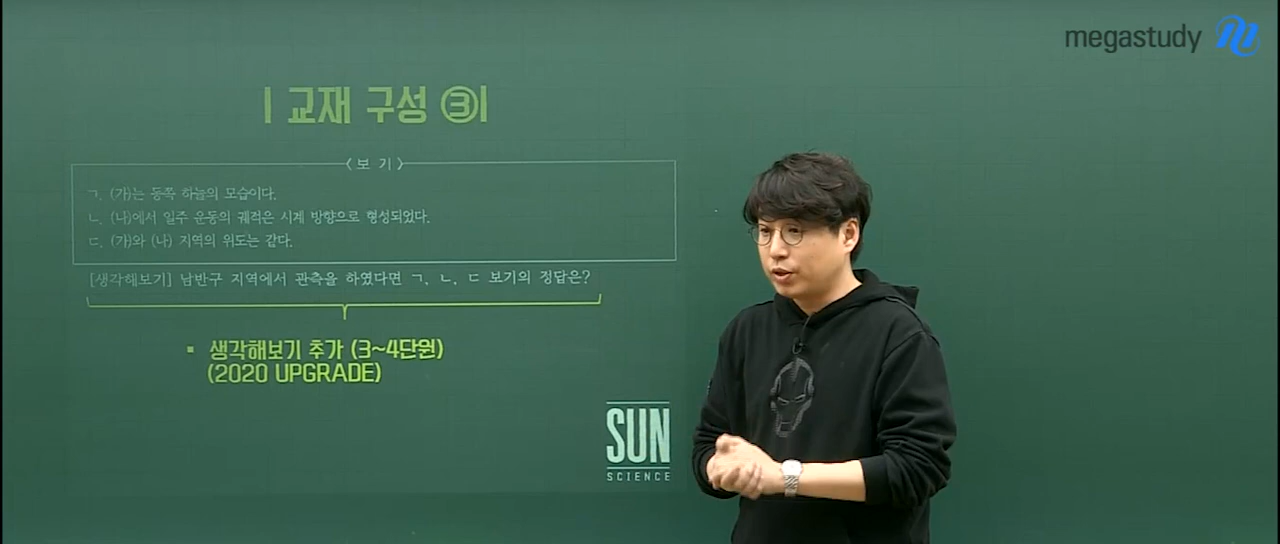 megastudy
| 교재 구성 ③ |
<보 기>
ㄱ. (가)는 동쪽 하늘의 모습이다.
ㄴ. (나)에서 일주 운동의 궤적은 시계 방향으로 형성되었다.
ㄷ. (가)와 (나) 지역의 위도는 같다.
[생각해보기] 남반구 지역에서 관측을 하였다면 ㄱ, ㄴ, ㄷ 보기의 정답은?
▪ 생각해보기 추가 (3~4단원)
(2020 UPGRADE)
SUN
SCIENCE